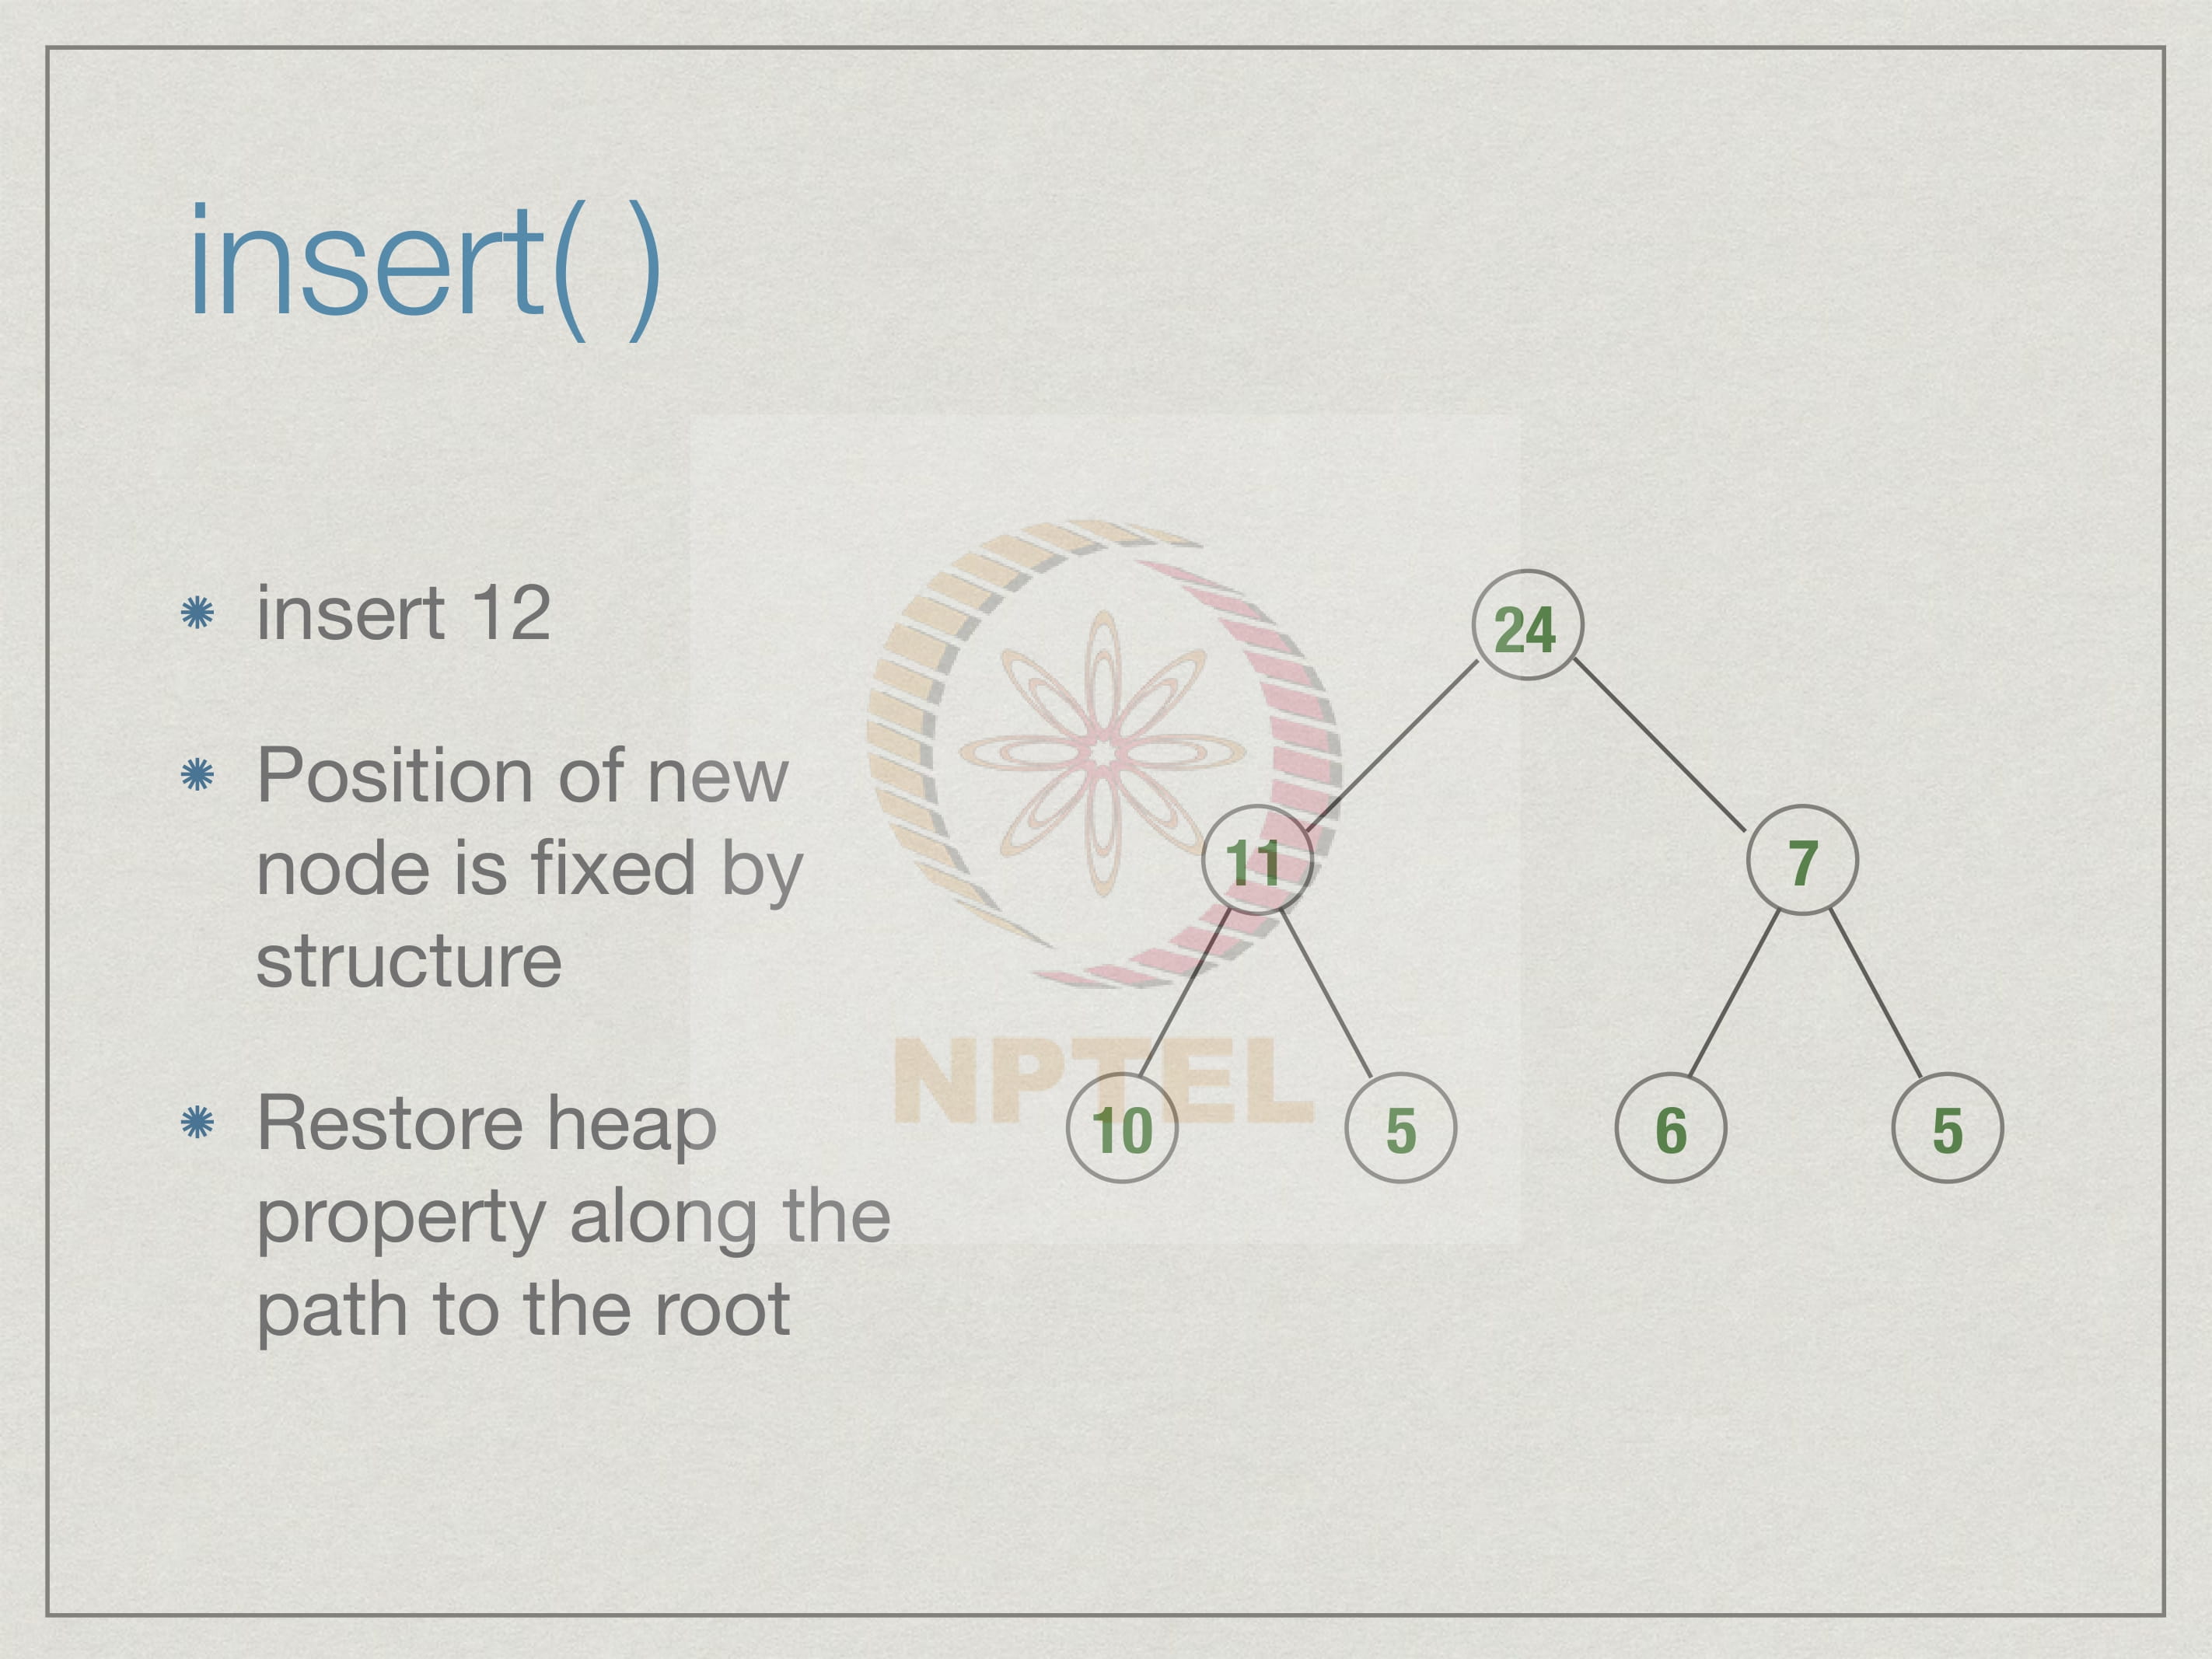 insert( )
insert 12
Position of new
node is fixed by
structure
Restore heap
property along the
path to the root
24
11
7
10
5
6
5
NPTEL